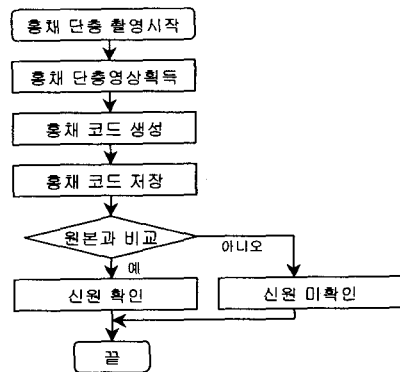 홍채 단층 촬영시작
홍채 단층영상획득
홍채 코드 생성
홍채 코드 저장
원본과 비교
아니오
예
신원 확인
신원 미확인
끝